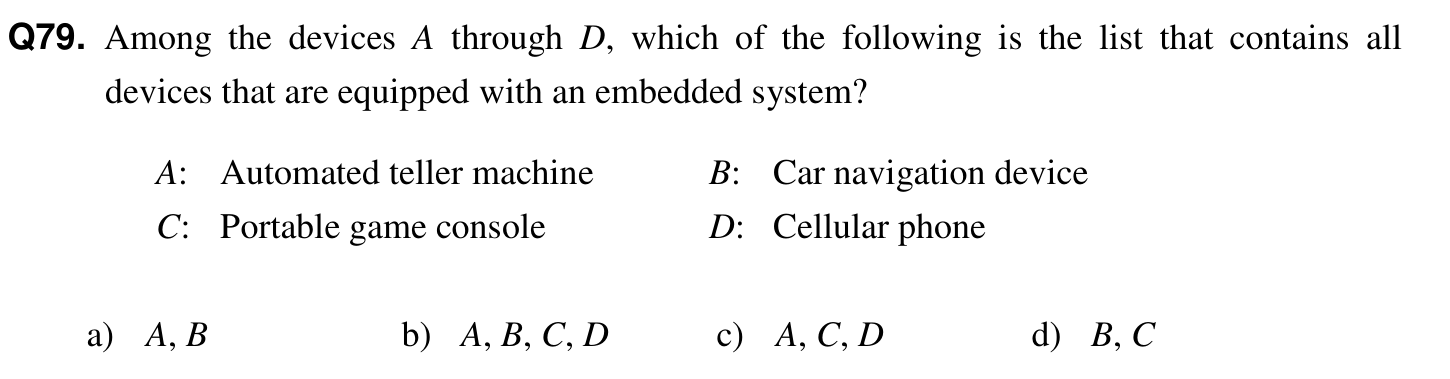 Q79. Among the devices A through D, which of the following is the list that contains all
devices that are equipped with an embedded system?
A: Automated teller machine B: Car navigation device
C: Portable game console D: Cellular phone
a) A, B b) A, B, C, D c) A, C, D d) B, C